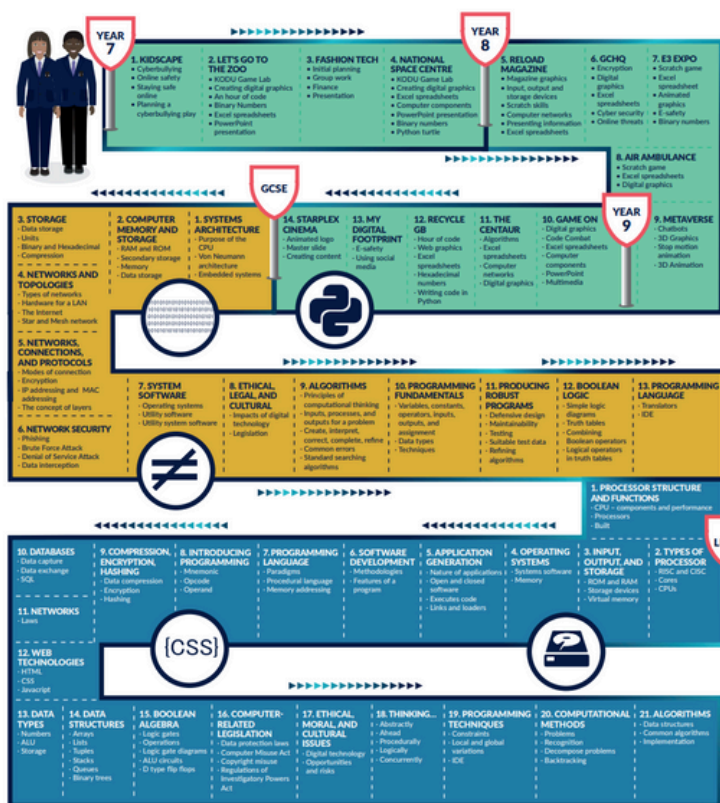 YEAR
7
YEAR
8
1. KIDSCAPE
• Cyberbullying
• Online safety
• Staying safe
online
• Planning a
cyberbullying play
2. LET'S GO TO
THE ZOO
• KODU Game Lab
• Creating digital graphics
• An hour of code
• Binary Numbers
• Excel spreadsheets
• PowerPoint
presentation
3. FASHION TECH
• Initial planning
• Group work
• Finance
• Presentation
4. NATIONAL
SPACE CENTRE
• KODU Game Lab
• Creating digital graphics
• Excel spreadsheets
• Computer components
• PowerPoint presentation
• Binary numbers
• Python turtle
5. RELOAD
MAGAZINE
• Magazine graphics
• Input, output and
storage devices
• Scratch skills
• Computer networks
• Presenting information
• Excel spreadsheets
6. GCHQ
• Encryption
• Digital
graphics
• Excel
spreadsheets
• Cyber security
• Online threats
7. E3 EXPO
• Scratch game
• Excel
spreadsheet
• Animated
graphics
• E-safety
• Binary numbers
8. AIR AMBULANCE
• Scratch game
• Excel spreadsheets
• Digital graphics
YEAR
9
9. METAVERSE
• Chatbots
• 3D Graphics
• Stop motion
animation
• 3D Animation
10. GAME ON
• Digital graphics
• Code Combat
• Excel spreadsheets
• Computer
components
• PowerPoint
• Multimedia
11. THE
CENTAUR
• Algorithms
• Excel
spreadsheets
• Computer
networks
• Digital graphics
12. RECYCLE
GB
• Hour of code
• Web graphics
• Excel
spreadsheets
• Hexadecimal
numbers
• Writing code in
Python
13. MY
DIGITAL
FOOTPRINT
• E-safety
• Using social
media
14. STARPLEX
CINEMA
• Animated logo
• Master slide
• Creating content
GCSE
1. SYSTEMS
ARCHITECTURE
• Purpose of the
CPU
• Von Neumann
architecture
• Embedded systems
2. COMPUTER
MEMORY AND
STORAGE
• RAM and ROM
• Secondary storage
• Memory
• Data storage
3. STORAGE
• Data storage
• Units
• Binary and Hexadecimal
• Compression
4. NETWORKS AND
TOPOLOGIES
• Types of networks
• Hardware for a LAN
• The Internet
• Star and Mesh network
5. NETWORKS,
CONNECTIONS,
AND PROTOCOLS
• Modes of connection
• Encryption
• IP addressing and MAC
addressing
• The concept of layers
6. NETWORK SECURITY
• Phishing
• Brute Force Attack
• Denial of Service Attack
• Data interception
7. SYSTEM
SOFTWARE
• Operating systems
• Utility software
• Utility system software
8. ETHICAL,
LEGAL, AND
CULTURAL
• Impacts of digital
technology
• Legislation
9. ALGORITHMS
• Principles of
computational thinking
• Inputs, processes, and
outputs for a problem
• Create, interpret,
correct, complete, refine
• Common errors
• Standard searching
algorithms
10. PROGRAMMING
FUNDAMENTALS
• Variables, constants,
operators, inputs,
outputs, and
assignment
• Data types
• Techniques
11. PRODUCING
ROBUST
PROGRAMS
• Defensive design
• Maintainability
• Testing
• Suitable test data
• Refining
algorithms
12. BOOLEAN
LOGIC
• Simple logic
diagrams
• Truth tables
• Combining
Boolean operators
• Logical operators
in truth tables
13. PROGRAMMING
LANGUAGE
• Translators
• IDE
≠
1. PROCESSOR STRUCTURE
AND FUNCTIONS
• CPU – components and performance
• Processors
• Built
2. TYPES OF
PROCESSOR
• RISC and CISC
• Cores
• CPUs
3. INPUT,
OUTPUT, AND
STORAGE
• ROM and RAM
• Storage devices
• Virtual memory
4. OPERATING
SYSTEMS
• Systems software
• Memory
5. APPLICATION
GENERATION
• Nature of applications
• Open and closed
software
• Executes code
• Links and loaders
6. SOFTWARE
DEVELOPMENT
• Methodologies
• Features of a
program
7. PROGRAMMING
LANGUAGE
• Paradigms
• Procedural language
• Memory addressing
8. INTRODUCING
PROGRAMMING
• Mnemonic
• Opcode
• Operand
9. COMPRESSION,
ENCRYPTION,
HASHING
• Data compression
• Encryption
• Hashing
10. DATABASES
• Data capture
• Data exchange
• SQL
11. NETWORKS
• Laws
12. WEB
TECHNOLOGIES
• HTML
• CSS
• Javacript
{CSS}
13. DATA
TYPES
• Numbers
• ALU
• Storage
14. DATA
STRUCTURES
• Arrays
• Lists
• Tuples
• Stacks
• Queues
• Binary trees
15. BOOLEAN
ALGEBRA
• Logic gates
• Operations
• Logic gate diagrams
• ALU circuits
• D type flip flops
16. COMPUTER-
RELATED
LEGISLATION
• Data protection laws
• Computer Misuse Act
• Copyright misuse
• Regulations of
Investigatory Powers
Act
17. ETHICAL,
MORAL, AND
CULTURAL
ISSUES
• Digital technology
• Opportunities
and risks
18. THINKING...
• Abstractly
• Ahead
• Procedurally
• Logically
• Concurrently
19. PROGRAMMING
TECHNIQUES
• Constraints
• Local and global
variables
• IDE
20. COMPUTATIONAL
METHODS
• Problems
• Recognition
• Decompose problems
• Backtracking
21. ALGORITHMS
• Data structures
• Common algorithms
• Implementation